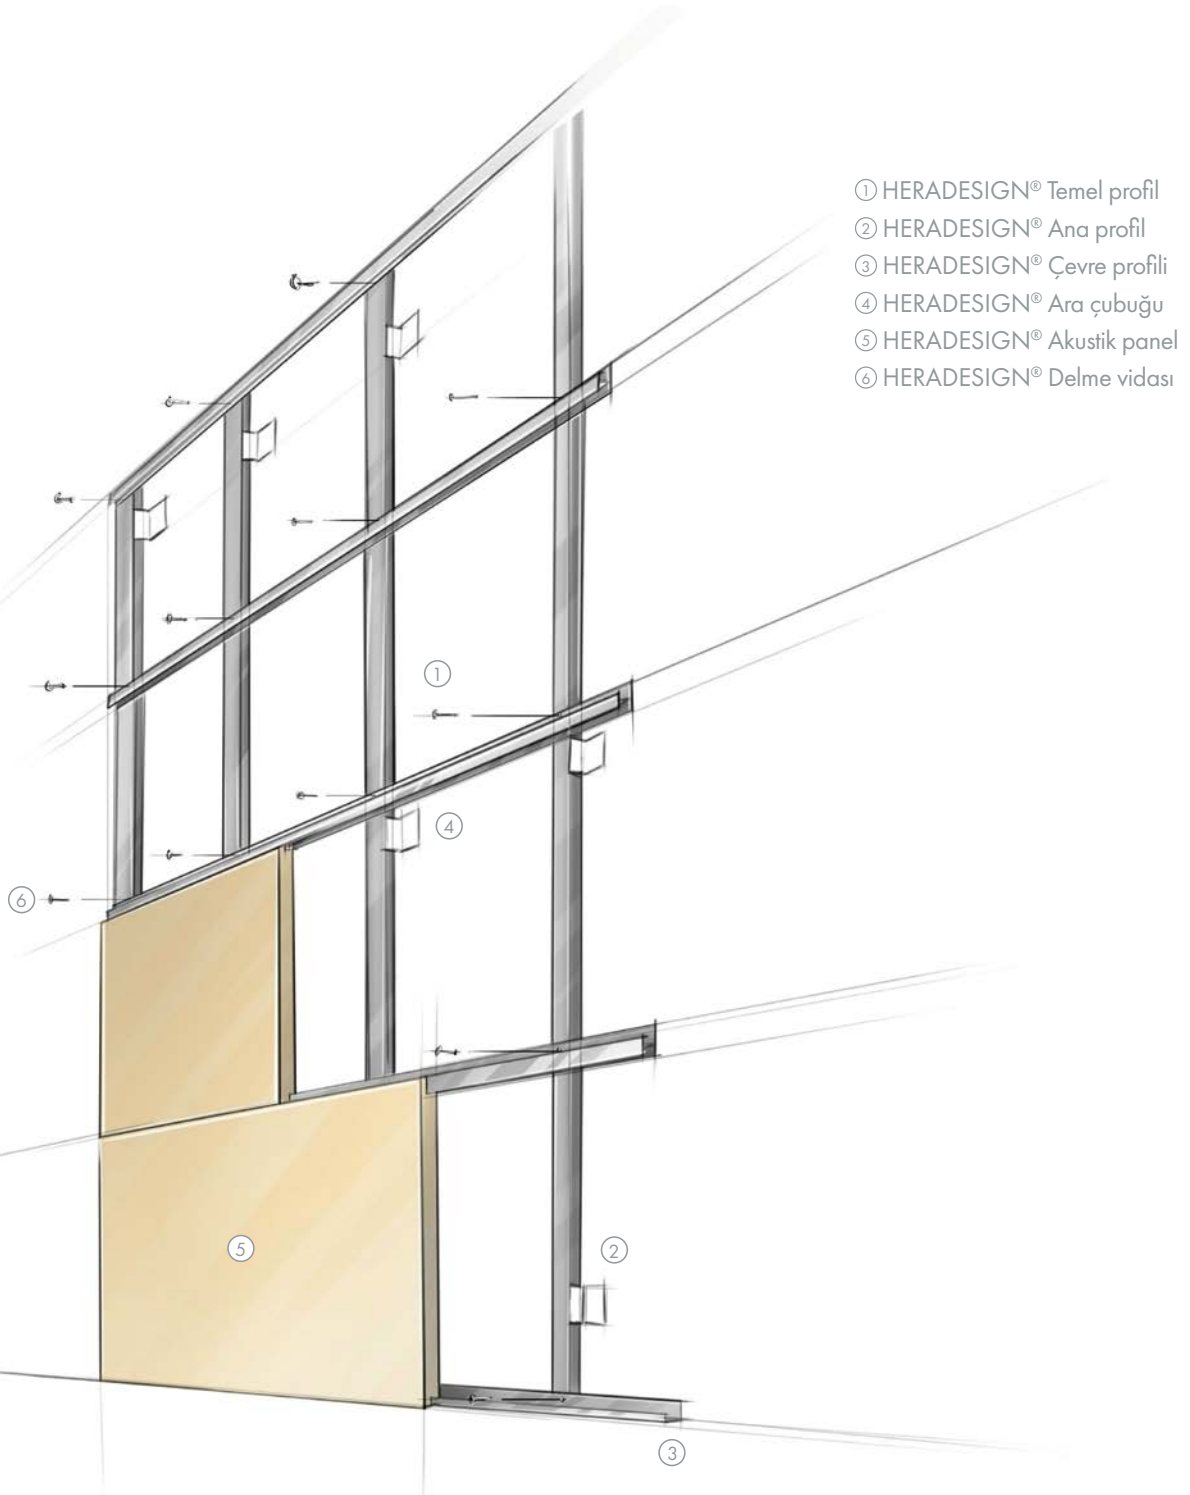 ① HERADESIGN® Temel profil
② HERADESIGN® Ana profil
③ HERADESIGN® Çevre profili
④ HERADESIGN® Ara çubuğu
⑤ HERADESIGN® Akustik panel
⑥ HERADESIGN® Delme vidası
①
④
⑥
⑤
②
③